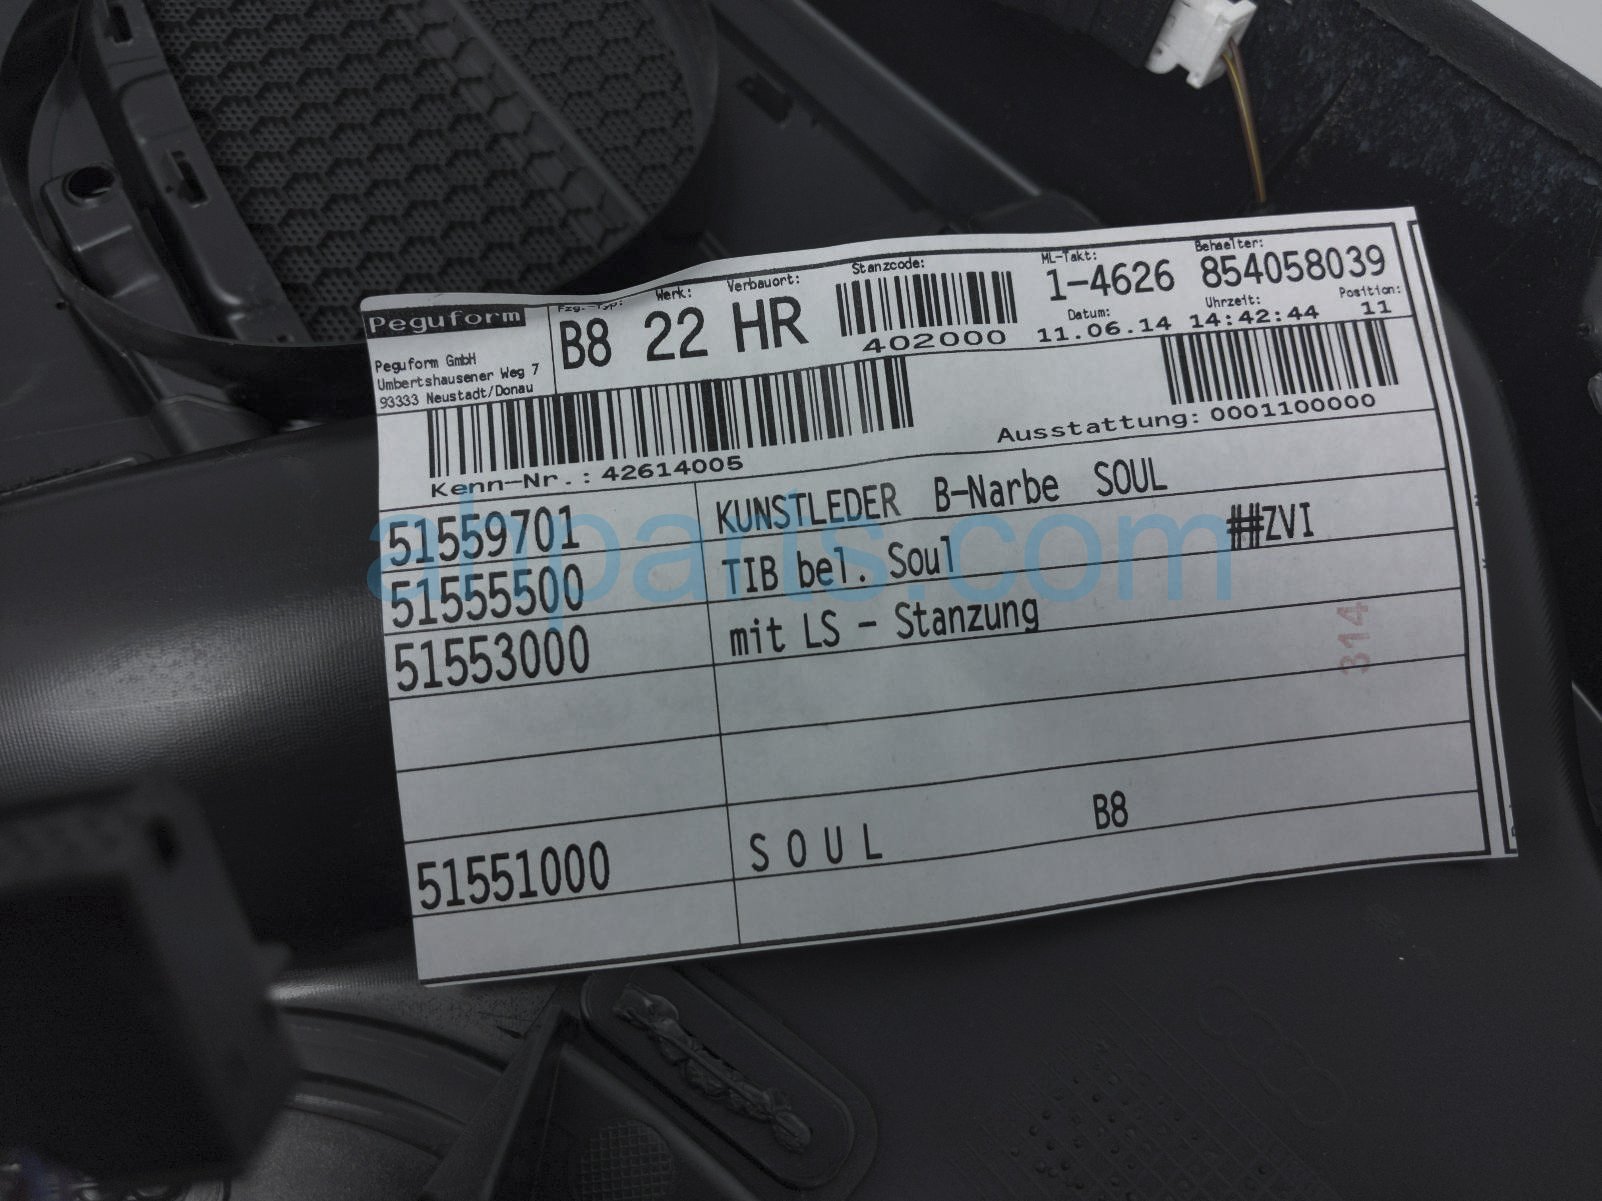 Peguform
Peguform GmbH
Umbertshausener Weg 7
93333 Neustadt/Donau
Fzg.-Typ:
B8
Werk:
22
Verbauort:
HR
Stanzcode:
402000
ML-Takt:
1-4626
Behaelter:
854058039
Datum:
11.06.14
Uhrzeit:
14:42:44
Position:
11
Kenn-Nr.: 42614005
Ausstattung: 0001100000
51559701 KUNSTLEDER B-Narbe SOUL
51555500 TIB bel. Soul ##ZVI
51553000 mit LS - Stanzung
314
51551000 S O U L B8
ahparts.com